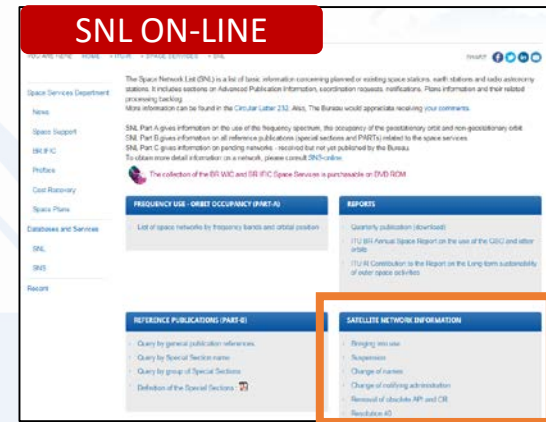 SNL ON-LINE
YOU ARE HERE HOME > ITU-R > SPACE SERVICES > SNL
SHARE
The Space Network List (SNL) is a list of basic information concerning planned or existing space stations, earth stations and radio astronomy
stations. It includes sections on Advanced Publication Information, coordination requests, notifications, Plans information and their related
processing backlog.
More information can be found in the Circular Letter 232. Also, The Bureau would appreciate receiving your comments.
SNL Part A gives information on the use of the frequency spectrum, the occupancy of the geostationary orbit and non-geostationary orbit
SNL Part B gives information on all reference publications (special sections and PARTs) related to the space services.
SNL Part C gives information on pending networks - received but not yet published by the Bureau.
To obtain more detail information on a network, please consult SNS-online
The collection of the BR WIC and BR IFIC Space Services is purchasable on DVD ROM
Space Services Department
News
Space Support
BR IFIC
Preface
Cost Recovery
Space Plans
Databases and Services
SNL
SNS
Recent
FREQUENCY USE - ORBIT OCCUPANCY (PART-A)
List of space networks by frequency bands and orbital position
REPORTS
Quarterly publication (download)
ITU BR Annual Space Report on the use of the GSO and other
orbits
ITU-R Contribution to the Report on the Long-term sustainability
of outer space activities
REFERENCE PUBLICATIONS (PART-B)
Query by general publication references
Query by Special Section name
Query by group of Special Sections
Definition of the Special Sections :
SATELLITE NETWORK INFORMATION
Bringing into use
Suspension
Change of names
Change of notifying administration
Removal of obsolete API and CR
Resolution 40